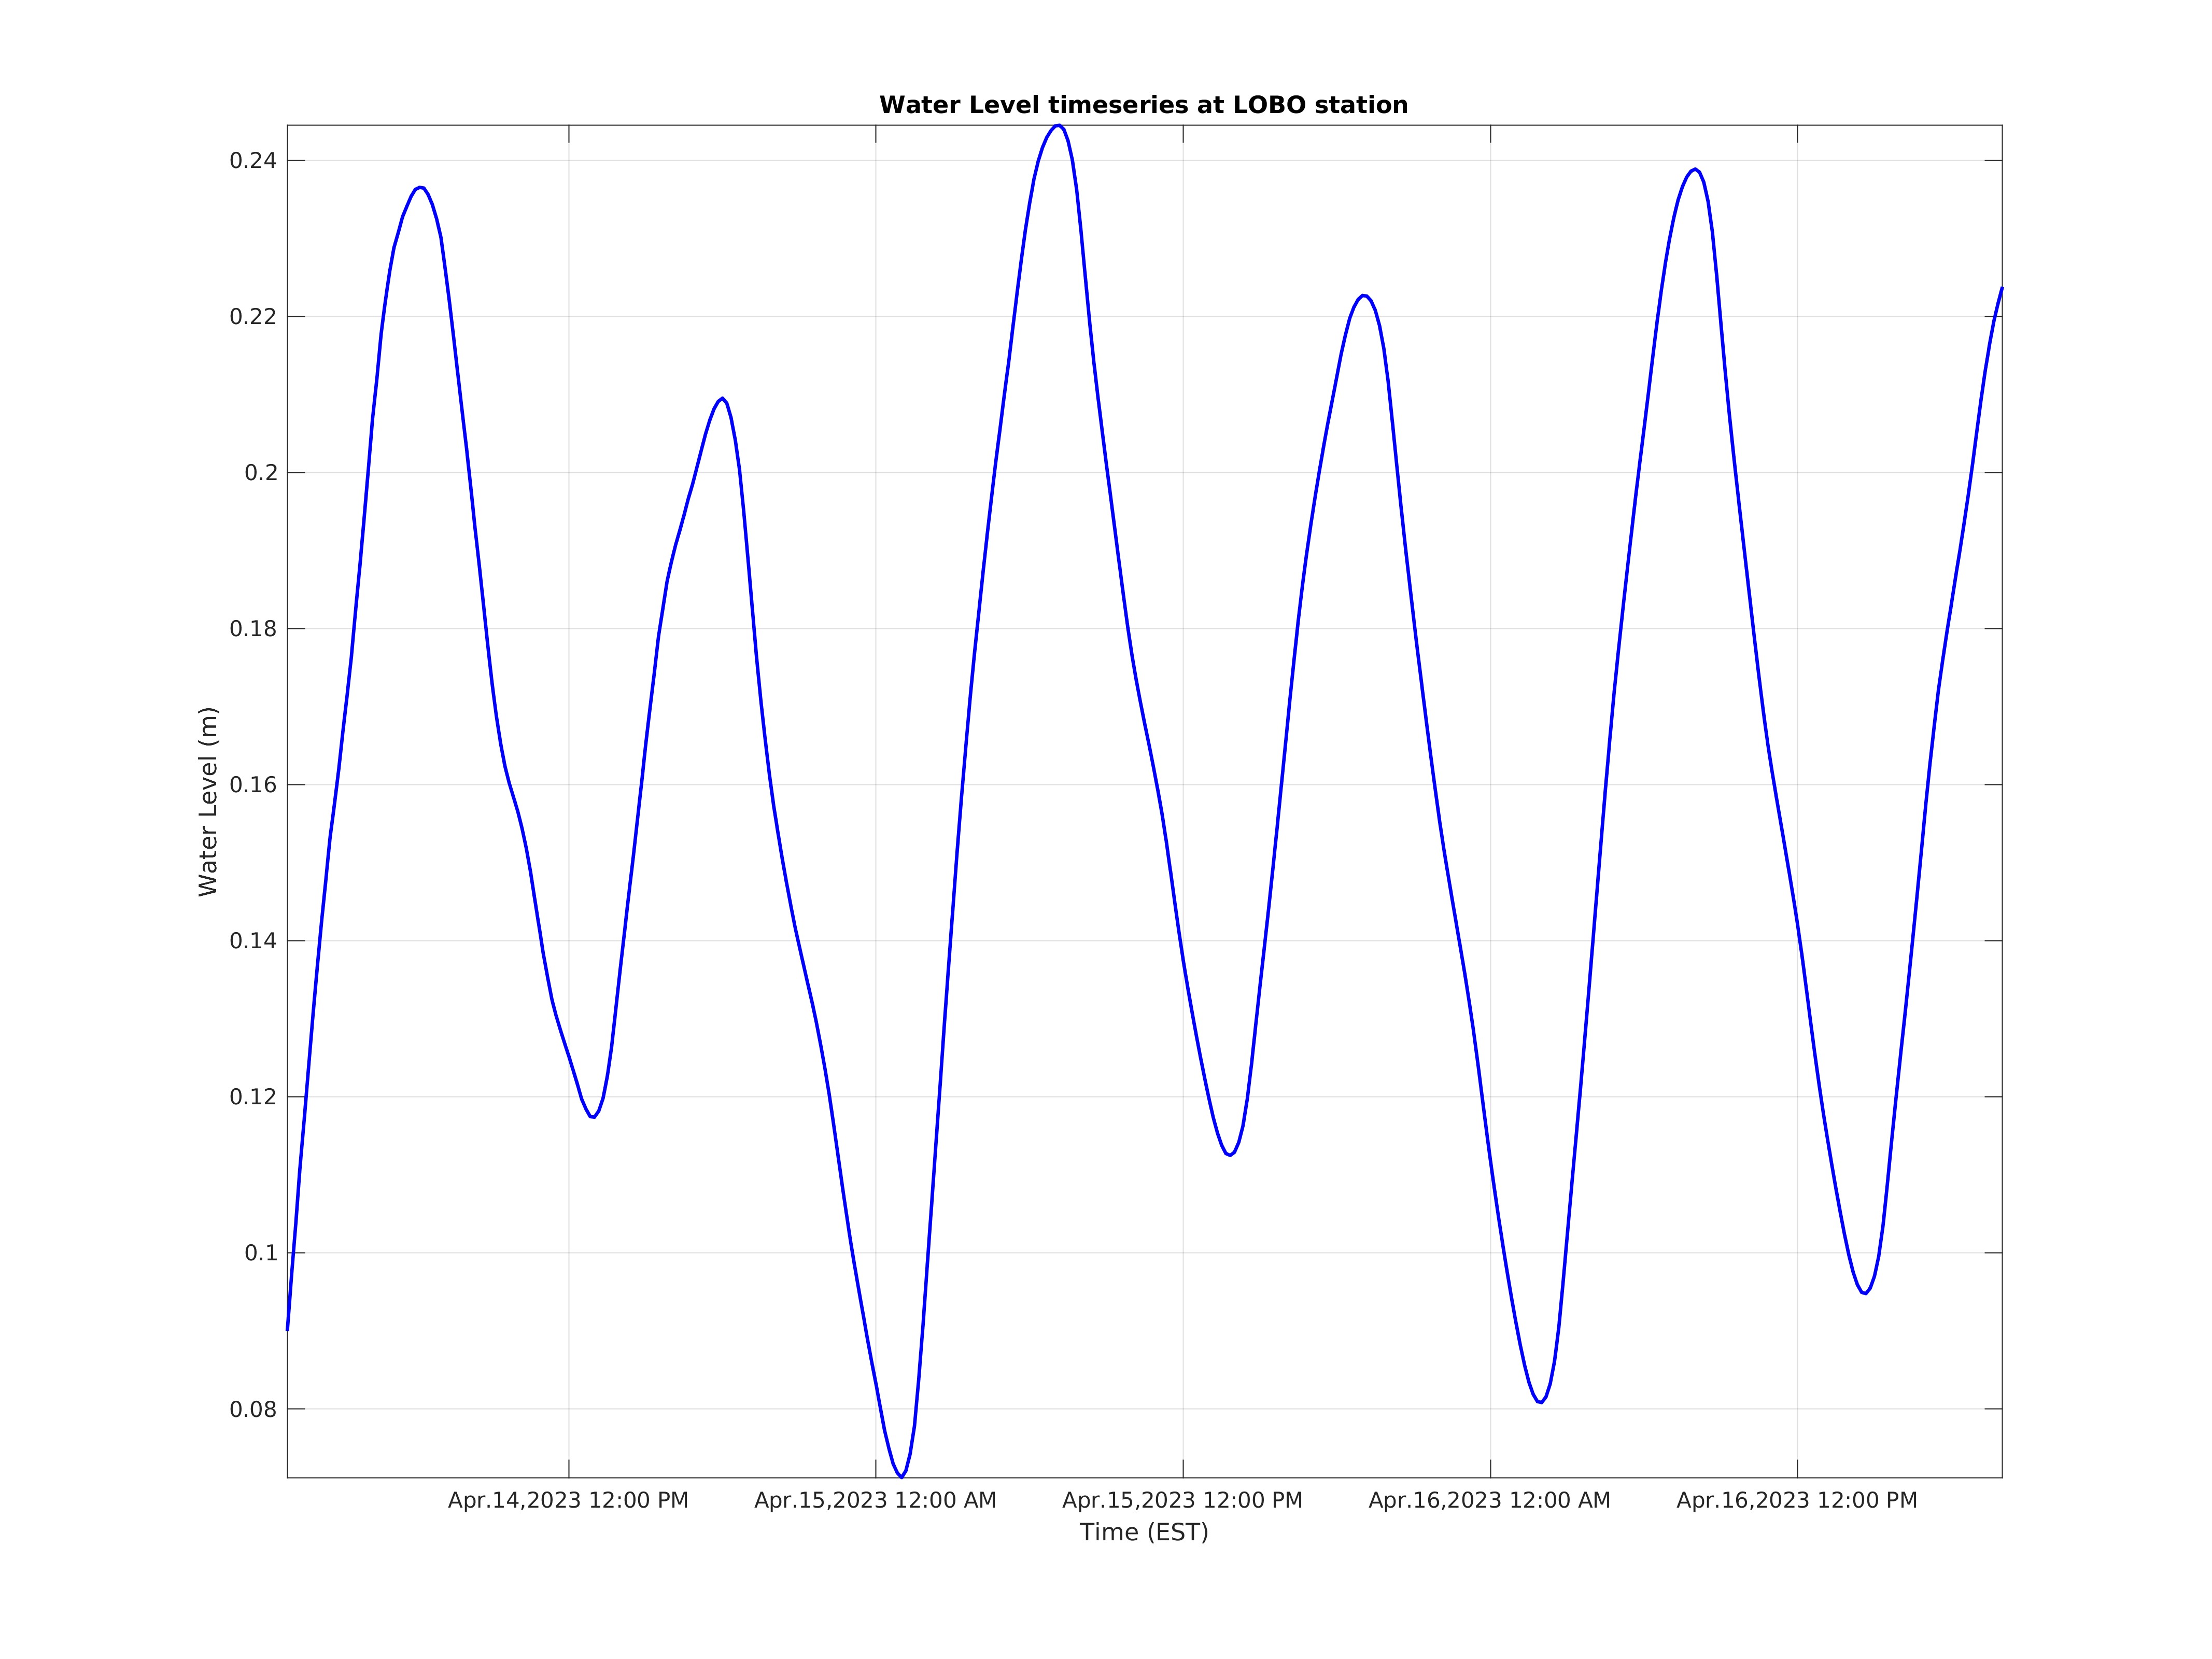 Water Level timeseries at LOBO station
0.24
0.22
0.2
0.18
0.16
0.14
0.12
0.1
0.08
Water Level (m)
Apr.14,2023 12:00 PM Apr.15,2023 12:00 AM Apr.15,2023 12:00 PM Apr.16,2023 12:00 AM Apr.16,2023 12:00 PM
Time (EST)